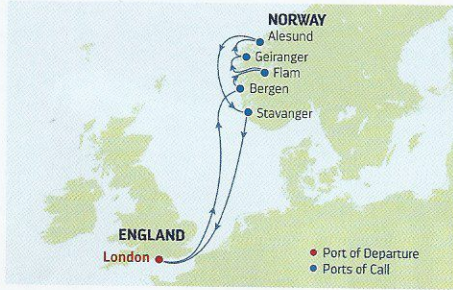 NORWAY
Alesund
Geiranger
Flam
Bergen
Stavanger
ENGLAND
London
Port of Departure
Ports of Call